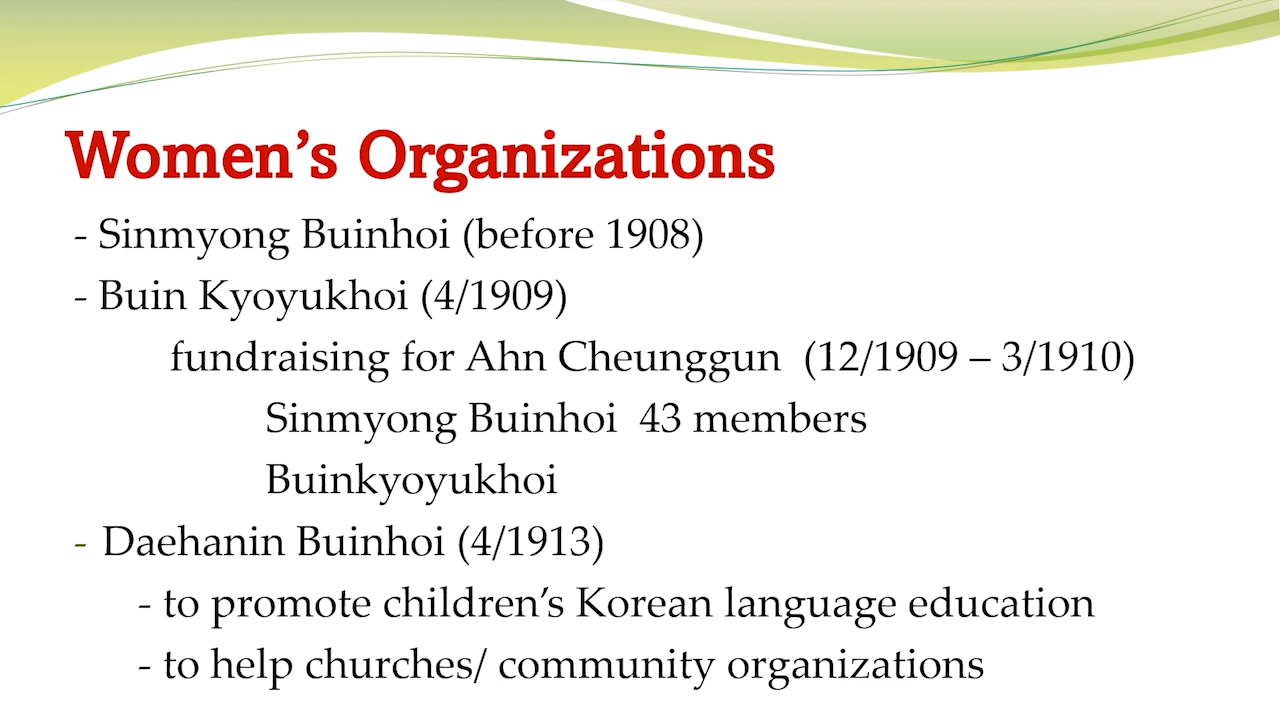 Women’s Organizations
- Sinmyong Buinhoi (before 1908)
- Buin Kyoyukhoi (4/1909)
fundraising for Ahn Cheunggun (12/1909 – 3/1910)
Sinmyong Buinhoi 43 members
Buinkyoyukhoi
- Daehanin Buinhoi (4/1913)
- to promote children’s Korean language education
- to help churches/ community organizations